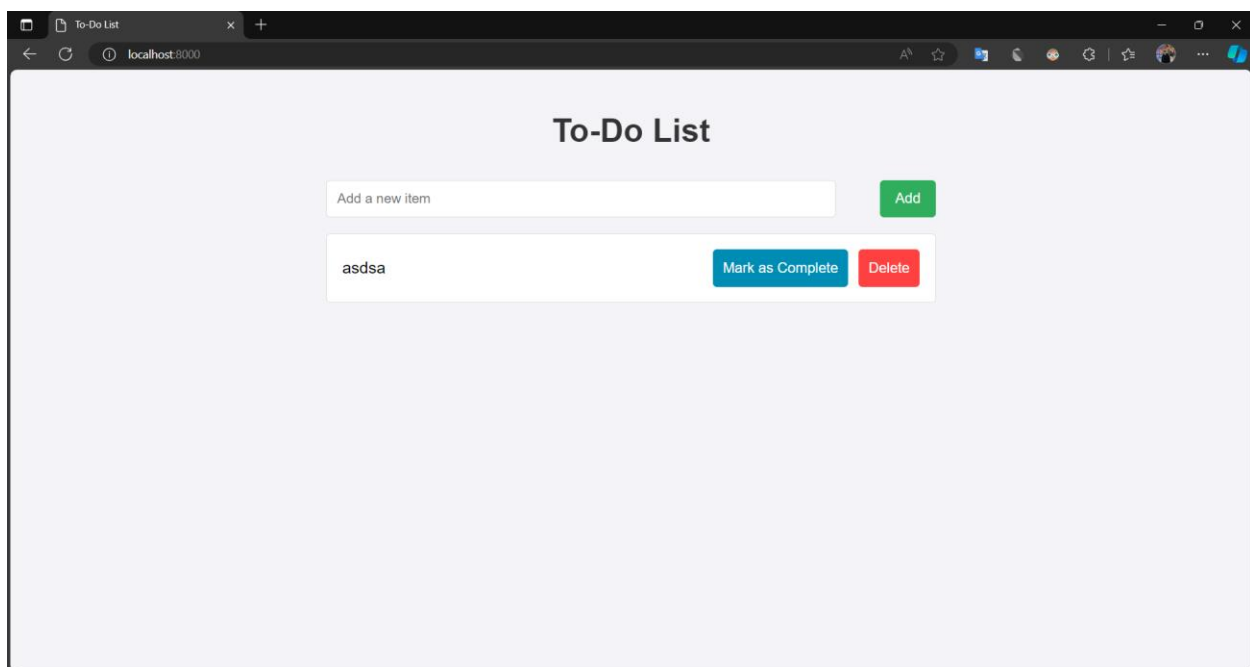 To-Do List
localhost:8000
To-Do List
Add a new item
Add
asdsa
Mark as Complete
Delete